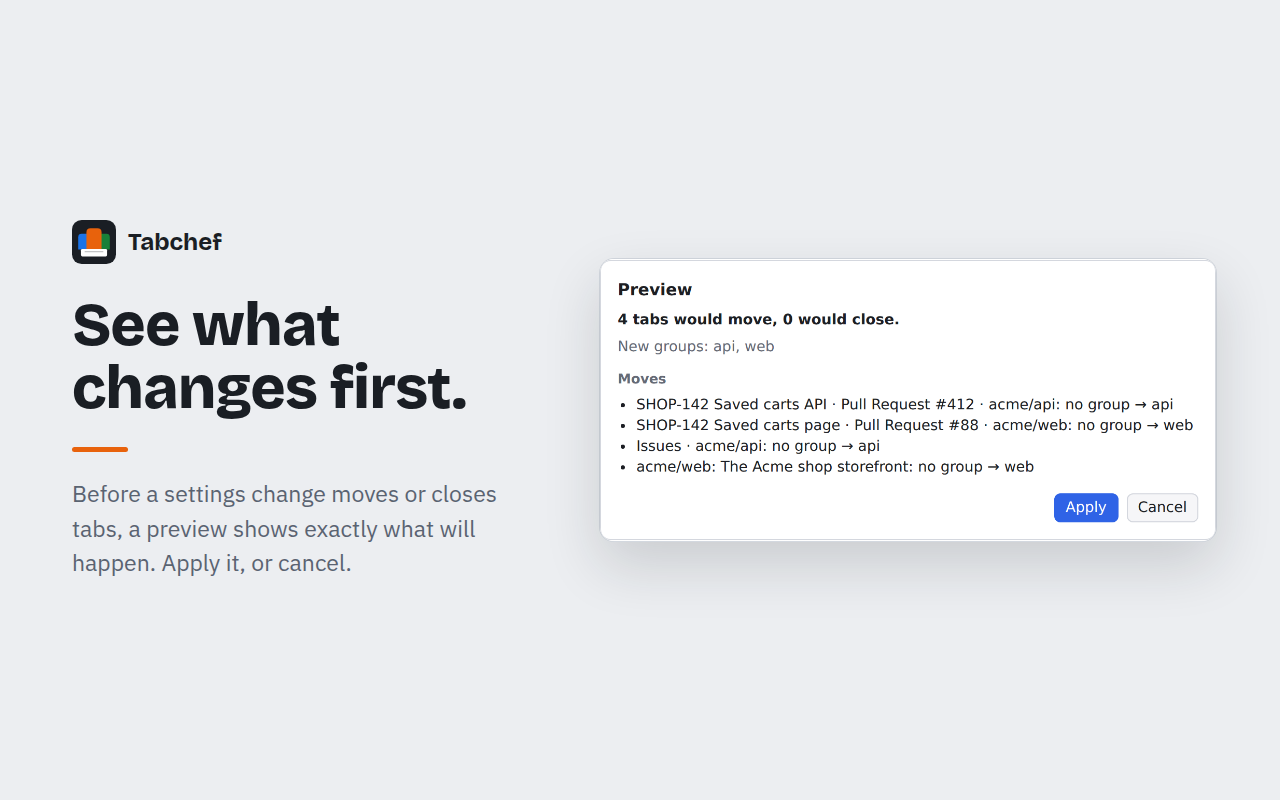 Tabchef
See what
changes first.
Before a settings change moves or closes
tabs, a preview shows exactly what will
happen. Apply it, or cancel.
Preview
4 tabs would move, 0 would close.
New groups: api, web
Moves
• SHOP-142 Saved carts API · Pull Request #412 · acme/api: no group → api
• SHOP-142 Saved carts page · Pull Request #88 · acme/web: no group → web
• Issues · acme/api: no group → api
• acme/web: The Acme shop storefront: no group → web
Apply Cancel